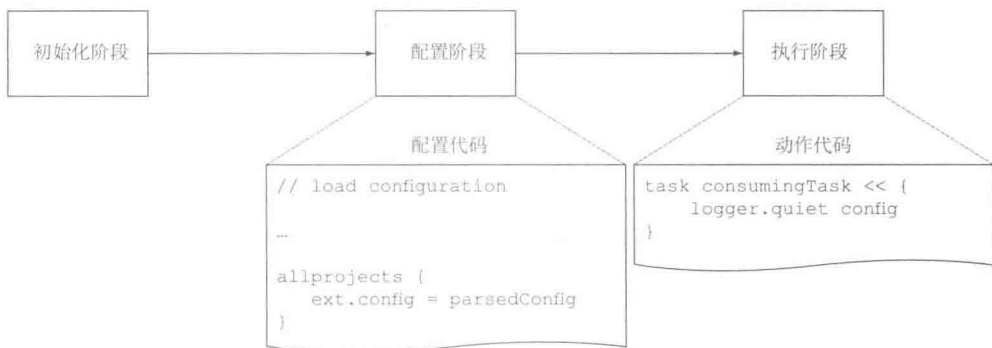 初始化阶段
配置阶段
执行阶段
配置代码
// load configuration
…
allprojects {
ext.config = parsedConfig
}
动作代码
task consumingTask << {
logger.quiet config
}